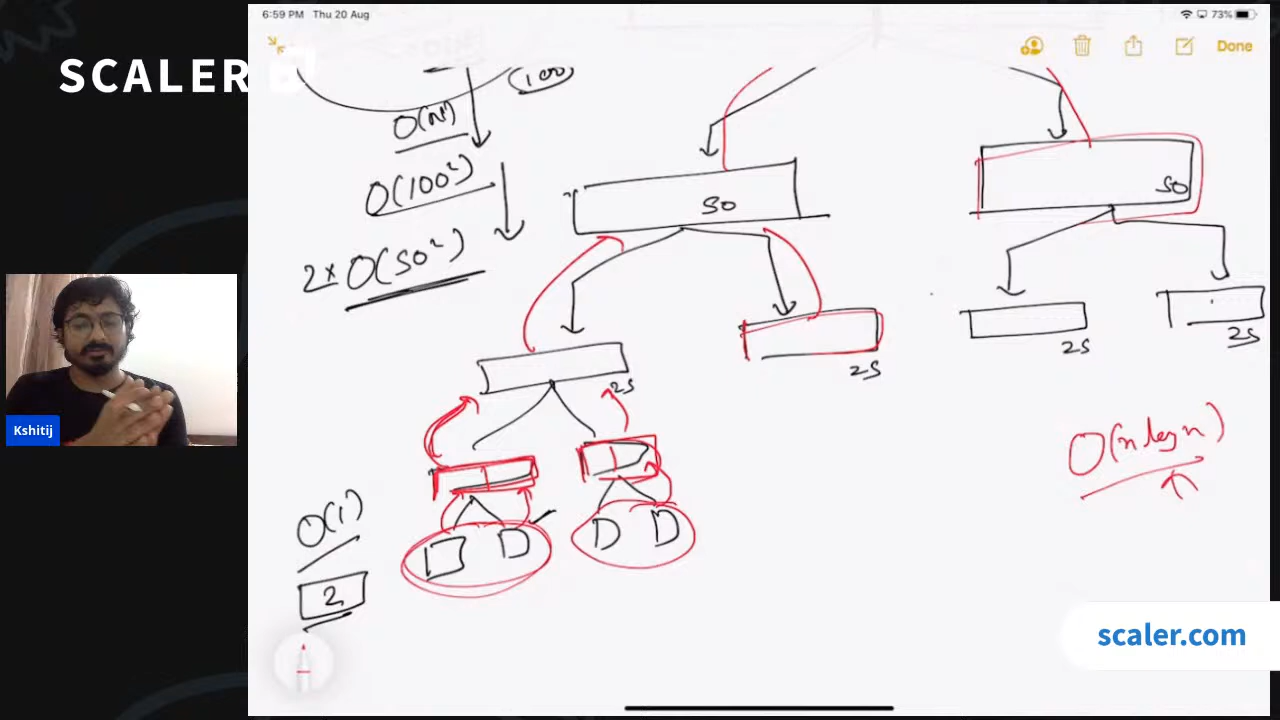 6:59 PM Thu 20 Aug
73%
Done
SCALER
(100)
O(N²)
O(100²)
2 × O(50²)
50
50
25
25
25
25
Kshitij
O(n log n)
O(1)
2
scaler.com